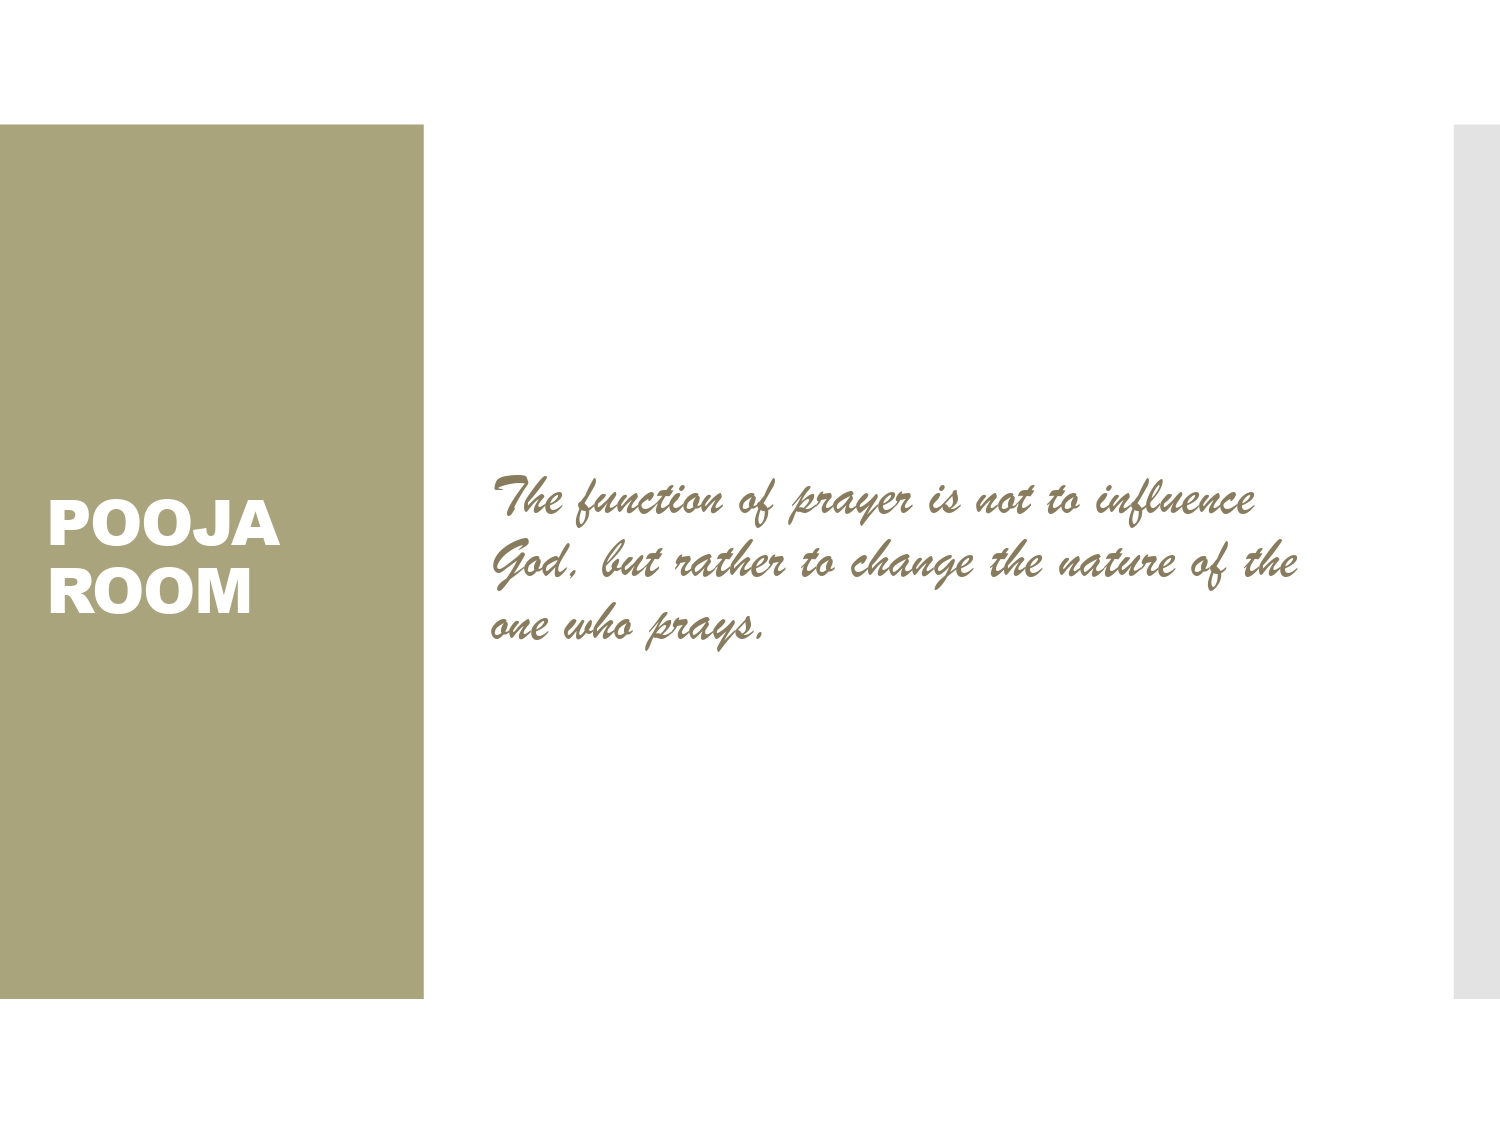 POOJA
ROOM
The function of prayer is not to influence
God, but rather to change the nature of the
one who prays.